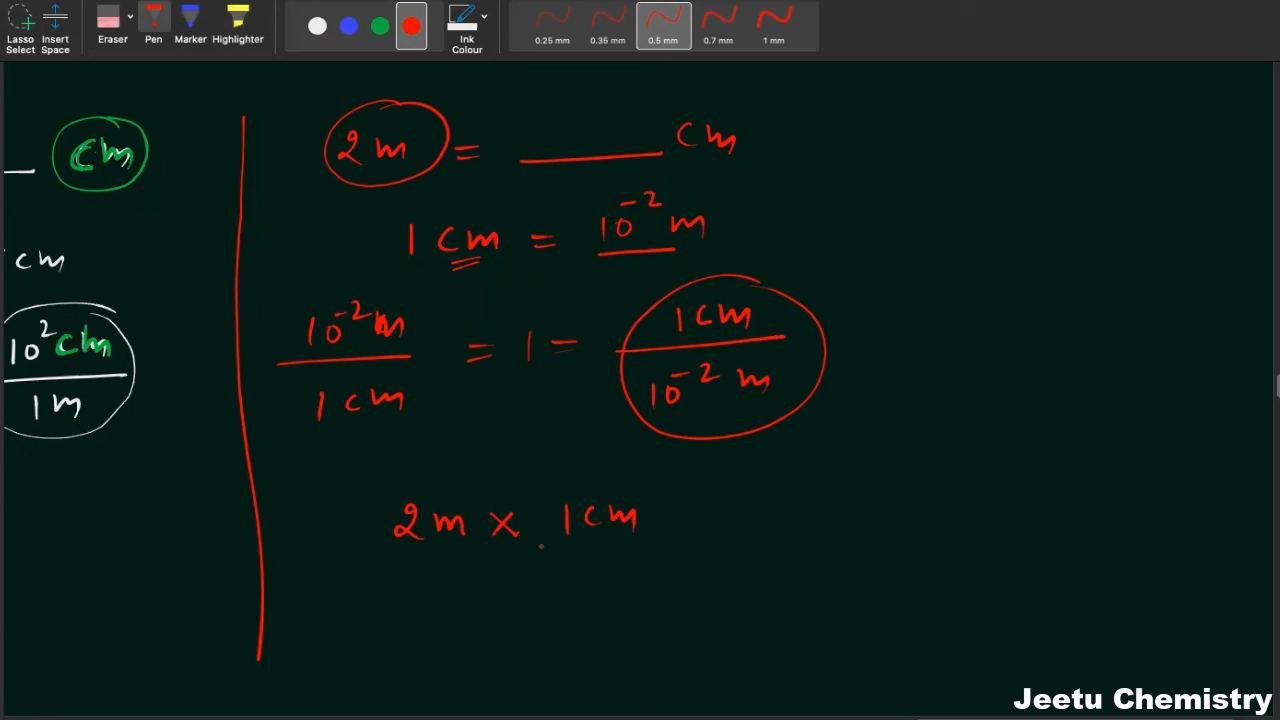 Lasso Select
Insert Space
Eraser
Pen
Marker
Highlighter
Ink Colour
0.25 mm
0.35 mm
0.5 mm
0.7 mm
1 mm
cm
cm
10² cm
1 m
2 m = ______ cm
1 cm = 10⁻² m
10⁻² m / 1 cm = 1 = 1 cm / 10⁻² m
2 m × 1 cm
Jeetu Chemistry